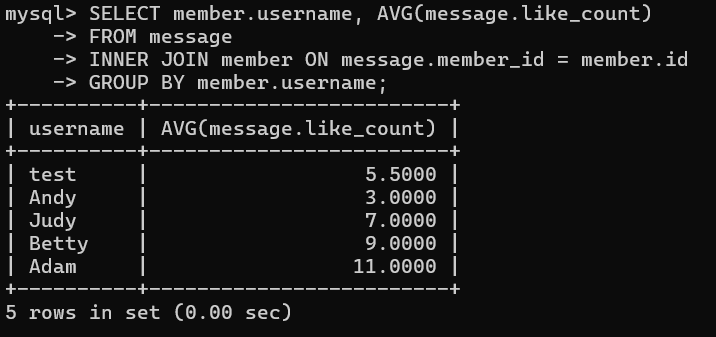 mysql> SELECT member.username, AVG(message.like_count)
    -> FROM message
    -> INNER JOIN member ON message.member_id = member.id
    -> GROUP BY member.username;
+----------+-------------------------+
| username | AVG(message.like_count) |
+----------+-------------------------+
| test     |                  5.5000 |
| Andy     |                  3.0000 |
| Judy     |                  7.0000 |
| Betty    |                  9.0000 |
| Adam     |                 11.0000 |
+----------+-------------------------+
5 rows in set (0.00 sec)